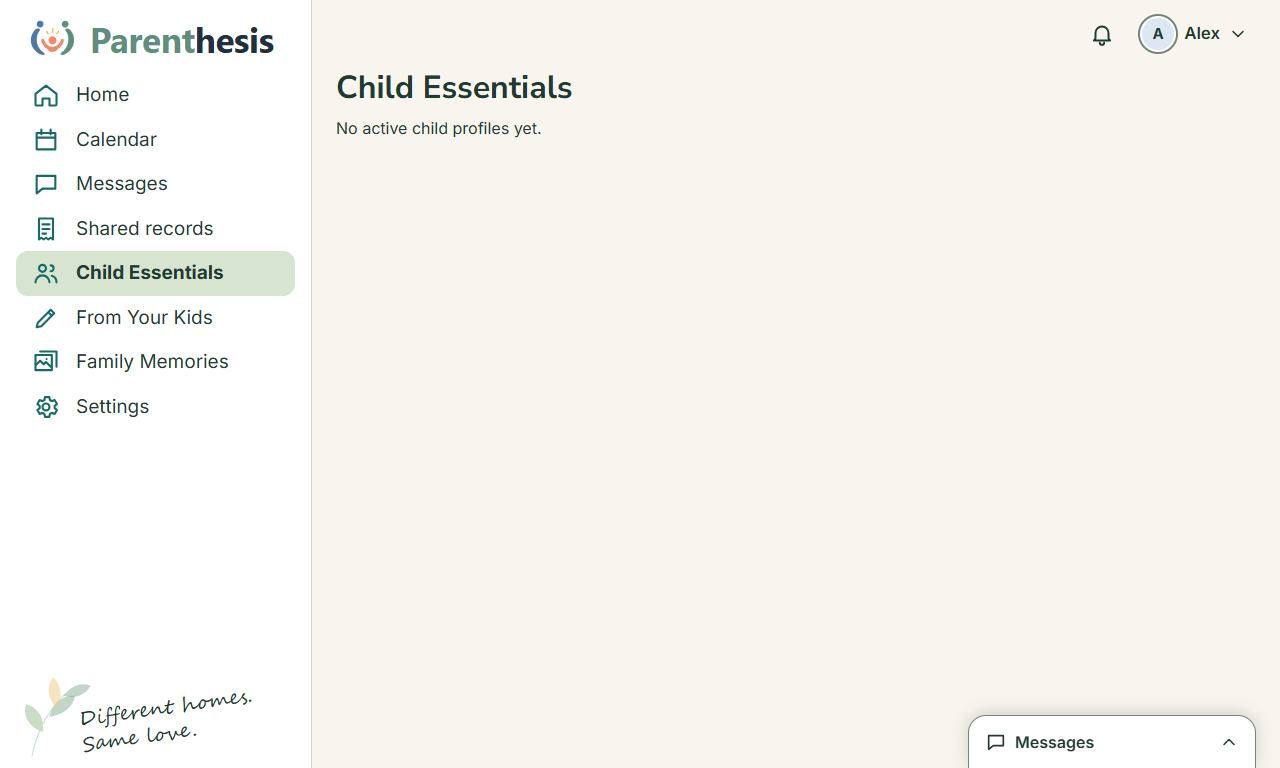 Parenthesis
A Alex
Home
Calendar
Messages
Shared records
Child Essentials
From Your Kids
Family Memories
Settings
Different homes.
Same love.
Child Essentials
No active child profiles yet.
Messages